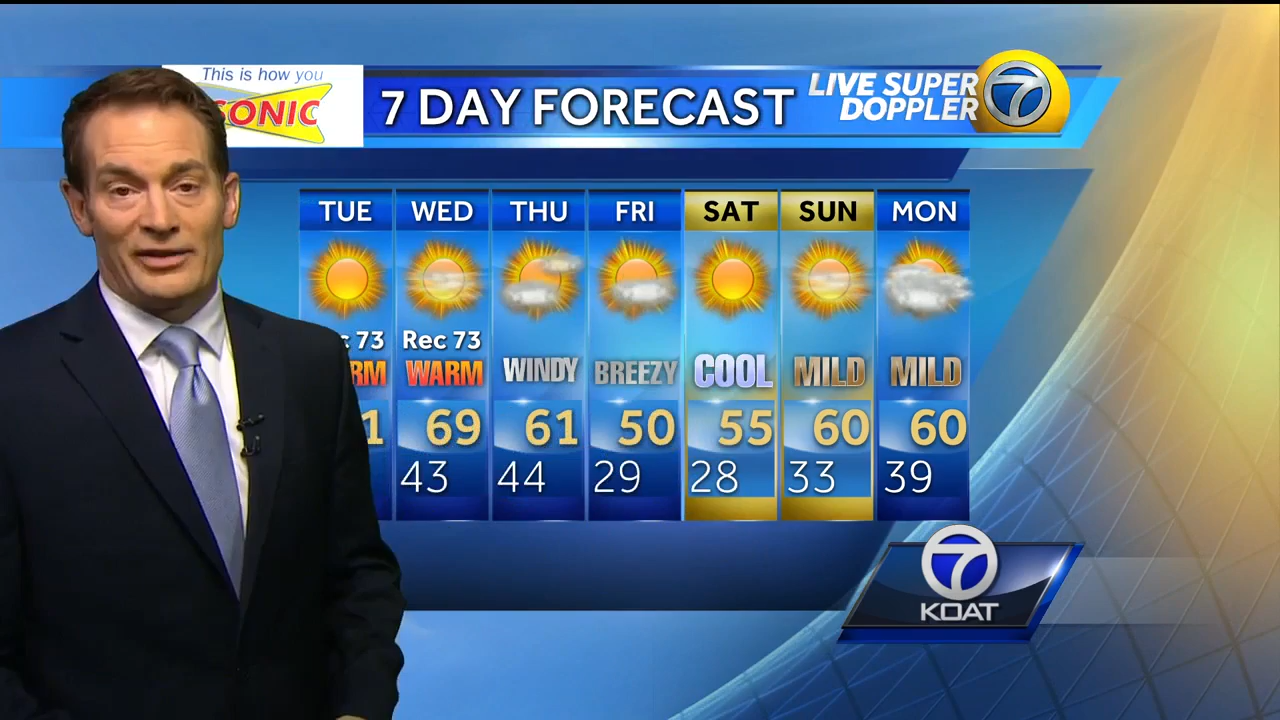 This is how you
SONIC
7 DAY FORECAST
LIVE SUPER
DOPPLER
7
TUE WED THU FRI SAT SUN MON
73 Rec 73
WARM WINDY BREEZY COOL MILD MILD
69 61 50 55 60 60
43 44 29 28 33 39
7
KOAT